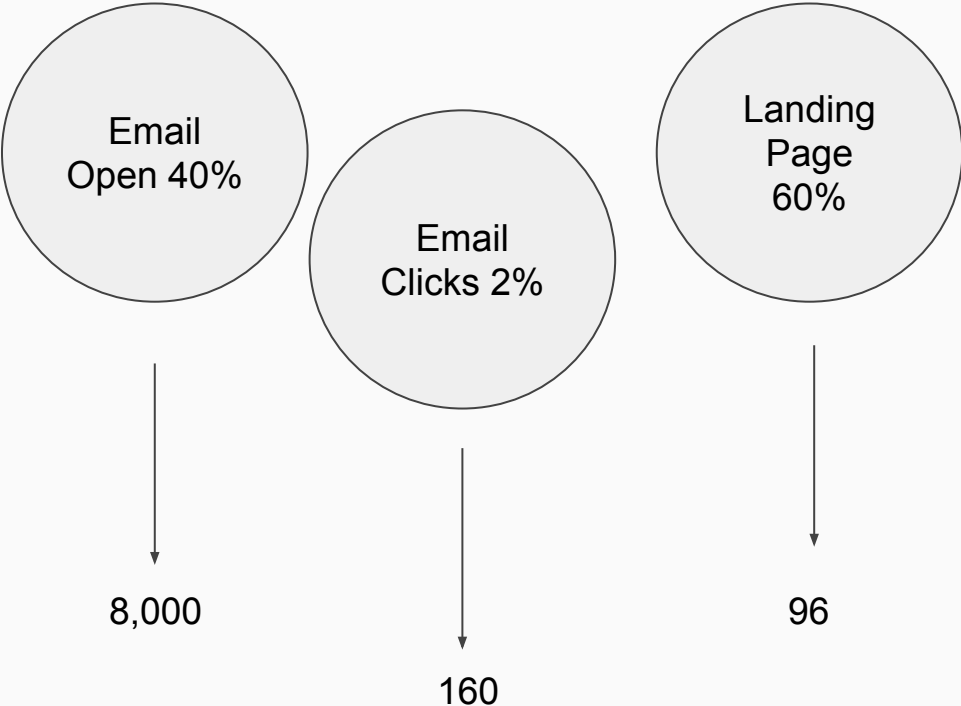 Email
Open 40%
Email
Clicks 2%
Landing
Page
60%
8,000
160
96